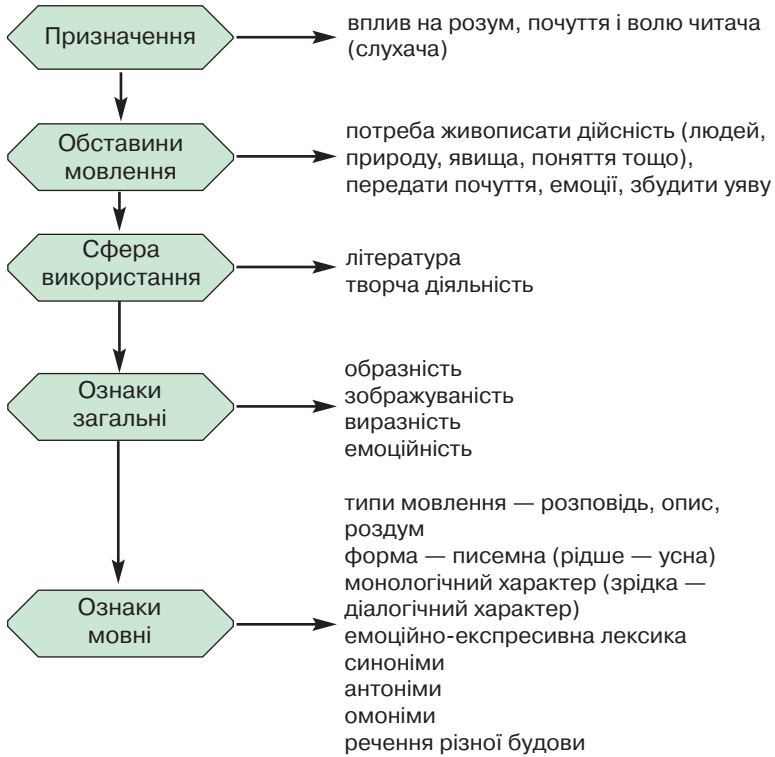 Призначення
вплив на розум, почуття і волю читача
(слухача)
Обставини
мовлення
потреба живописати дійсність (людей,
природу, явища, поняття тощо),
передати почуття, емоції, збудити уяву
Сфера
використання
література
творча діяльність
Ознаки
загальні
образність
зображуваність
виразність
емоційність
Ознаки
мовні
типи мовлення — розповідь, опис,
роздум
форма — писемна (рідше — усна)
монологічний характер (зрідка —
діалогічний характер)
емоційно-експресивна лексика
синоніми
антоніми
омоніми
речення різної будови